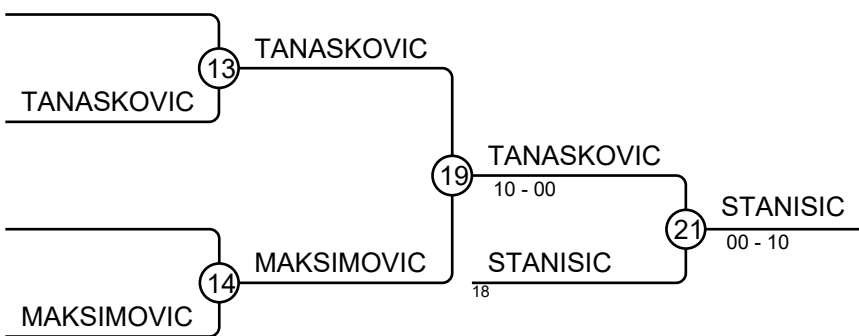 TANASKOVIC
13
TANASKOVIC
TANASKOVIC
19
10 - 00
STANISIC
21
00 - 10
MAKSIMOVIC
STANISIC
14
18
MAKSIMOVIC